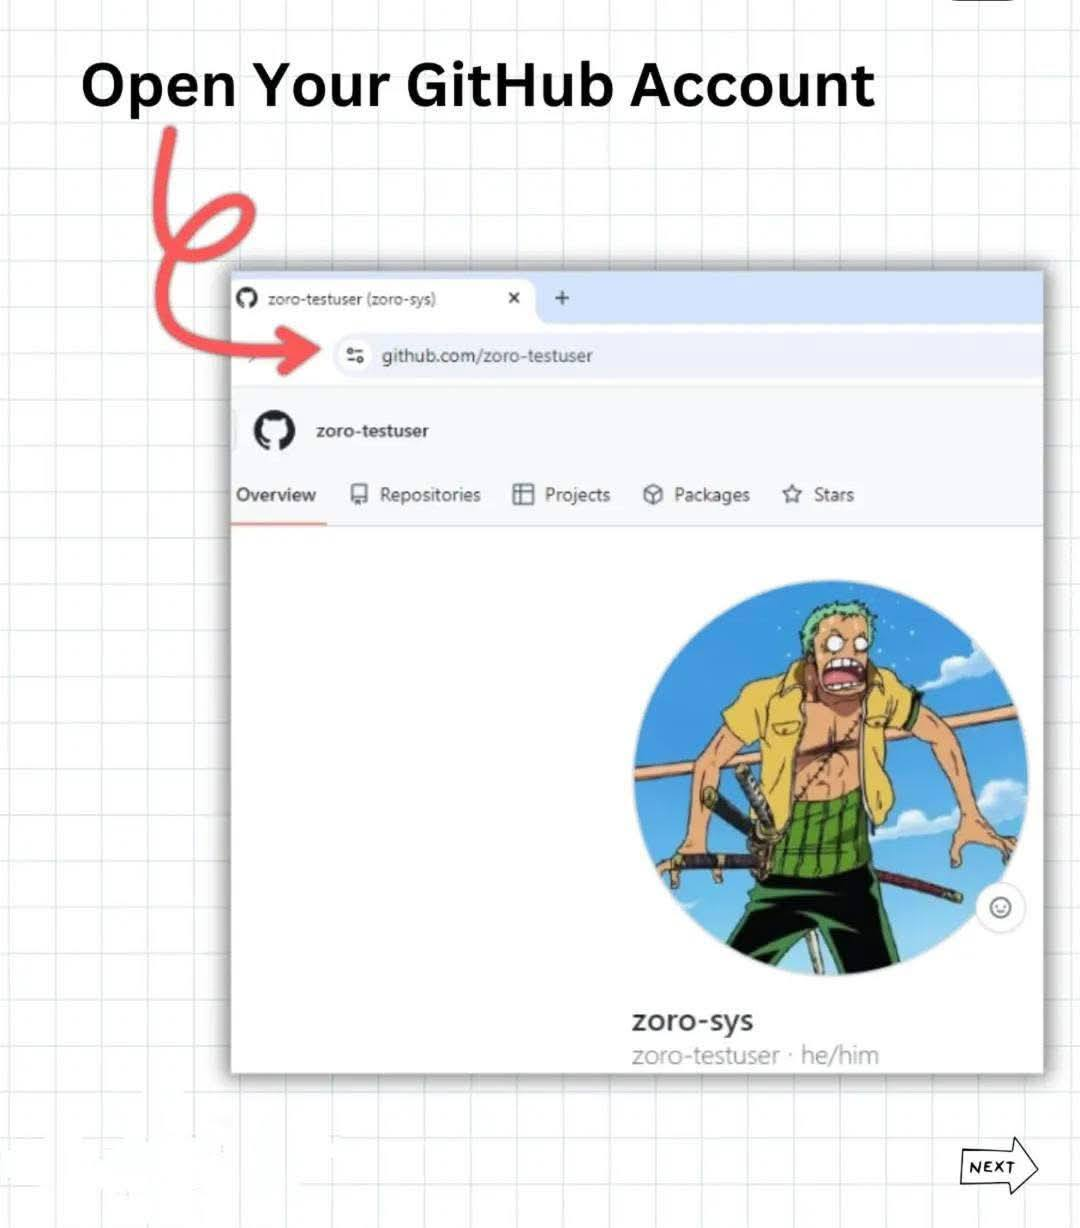 Open Your GitHub Account
zoro-testuser (zoro-sys)
github.com/zoro-testuser
zoro-testuser
Overview Repositories Projects Packages Stars
zoro-sys
zoro-testuser · he/him
NEXT